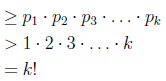 ≥ p₁ · p₂ · p₃ · … · pₖ
> 1 · 2 · 3 · … · k
= k!